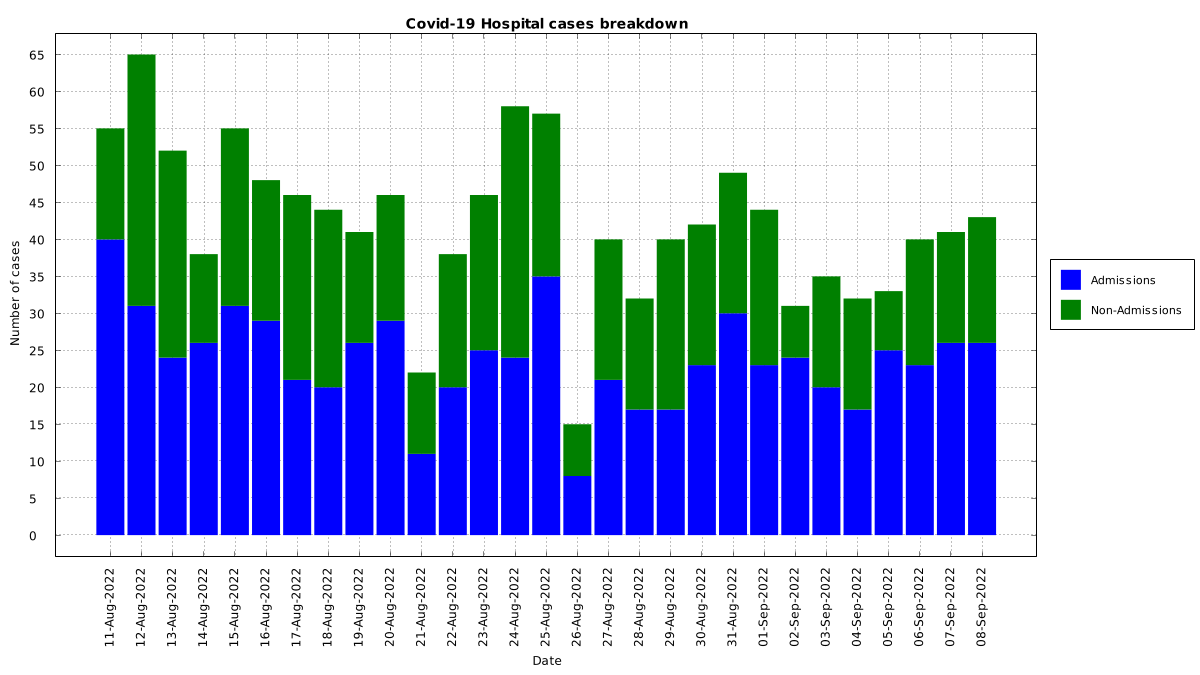 Covid-19 Hospital cases breakdown
65
60
55
50
45
40
35
30
25
20
15
10
5
0
Number of cases
11-Aug-2022
12-Aug-2022
13-Aug-2022
14-Aug-2022
15-Aug-2022
16-Aug-2022
17-Aug-2022
18-Aug-2022
19-Aug-2022
20-Aug-2022
21-Aug-2022
22-Aug-2022
23-Aug-2022
24-Aug-2022
25-Aug-2022
26-Aug-2022
27-Aug-2022
28-Aug-2022
29-Aug-2022
30-Aug-2022
31-Aug-2022
01-Sep-2022
02-Sep-2022
03-Sep-2022
04-Sep-2022
05-Sep-2022
06-Sep-2022
07-Sep-2022
08-Sep-2022
Date
Admissions
Non-Admissions